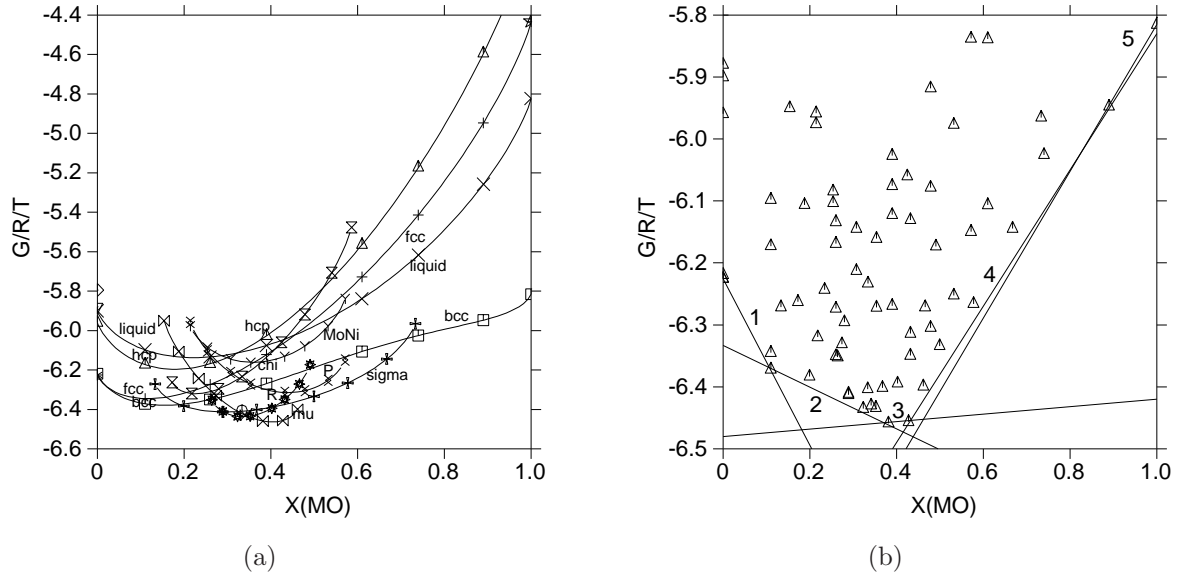 -4.4
-4.6
-4.8
-5.0
-5.2
-5.4
-5.6
-5.8
-6.0
-6.2
-6.4
-6.6
G/R/T
0
0.2
0.4
0.6
0.8
1.0
X(MO)
fcc
liquid
bcc
liquid
hcp
hcp
MoNi
chi
P
sigma
fcc
bcc
R
mu
(a)
-5.8
-5.9
-6.0
-6.1
-6.2
-6.3
-6.4
-6.5
G/R/T
0
0.2
0.4
0.6
0.8
1.0
X(MO)
5
4
1
2
3
(b)